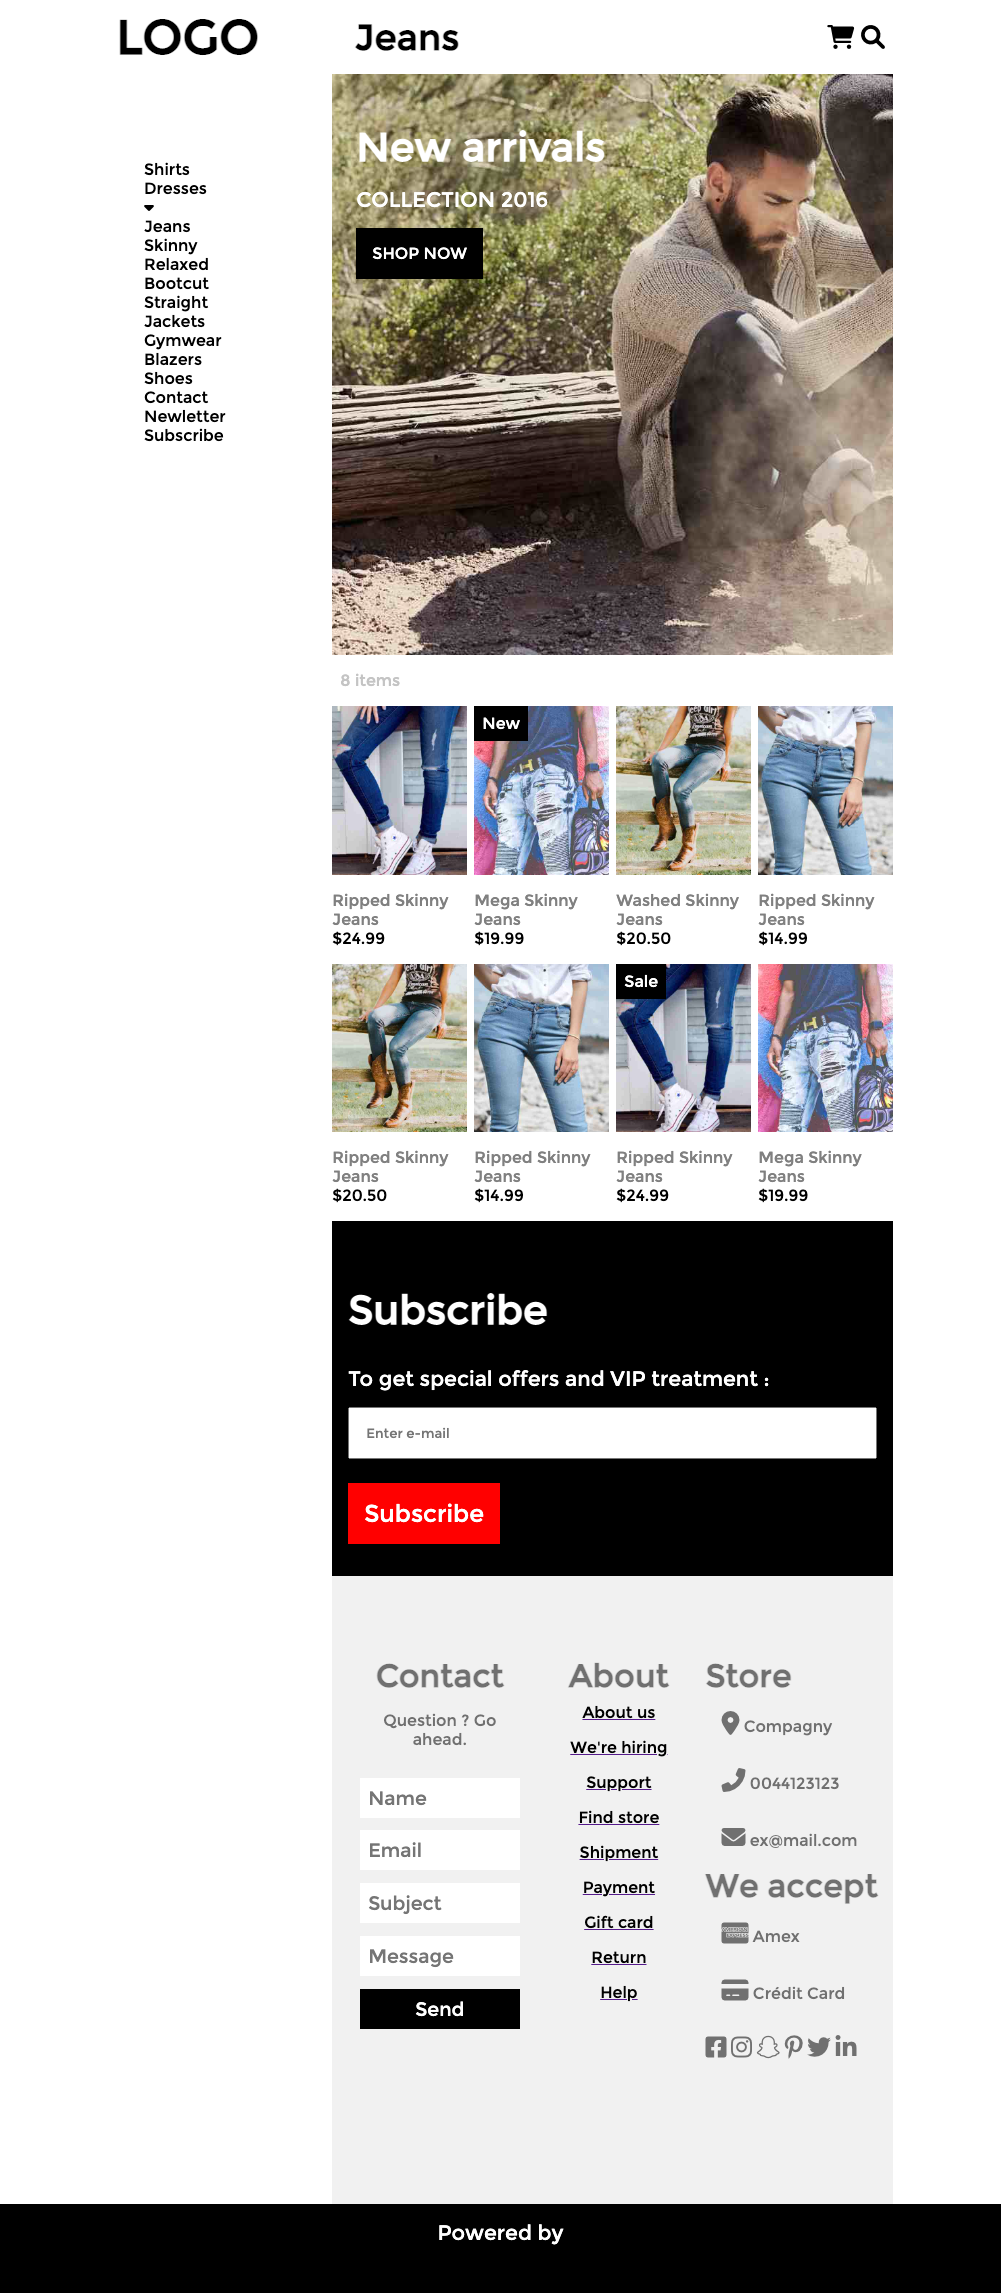 LOGO
Jeans
Shirts
Dresses
Jeans
Skinny
Relaxed
Bootcut
Straight
Jackets
Gymwear
Blazers
Shoes
Contact
Newletter
Subscribe
New arrivals
COLLECTION 2016
SHOP NOW
8 items
New
Ripped Skinny
Jeans
$24.99
Mega Skinny
Jeans
$19.99
Washed Skinny
Jeans
$20.50
Ripped Skinny
Jeans
$14.99
Sale
Ripped Skinny
Jeans
$20.50
Ripped Skinny
Jeans
$14.99
Ripped Skinny
Jeans
$24.99
Mega Skinny
Jeans
$19.99
Subscribe
To get special offers and VIP treatment :
Enter e-mail
Subscribe
Contact
Question ? Go
ahead.
Name
Email
Subject
Message
Send
About
About us
We're hiring
Support
Find store
Shipment
Payment
Gift card
Return
Help
Store
Compagny
0044123123
ex@mail.com
We accept
Amex
Crédit Card
Powered by